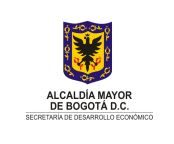 ALCALDÍA MAYOR
DE BOGOTÁ D.C.
SECRETARÍA DE DESARROLLO ECONÓMICO